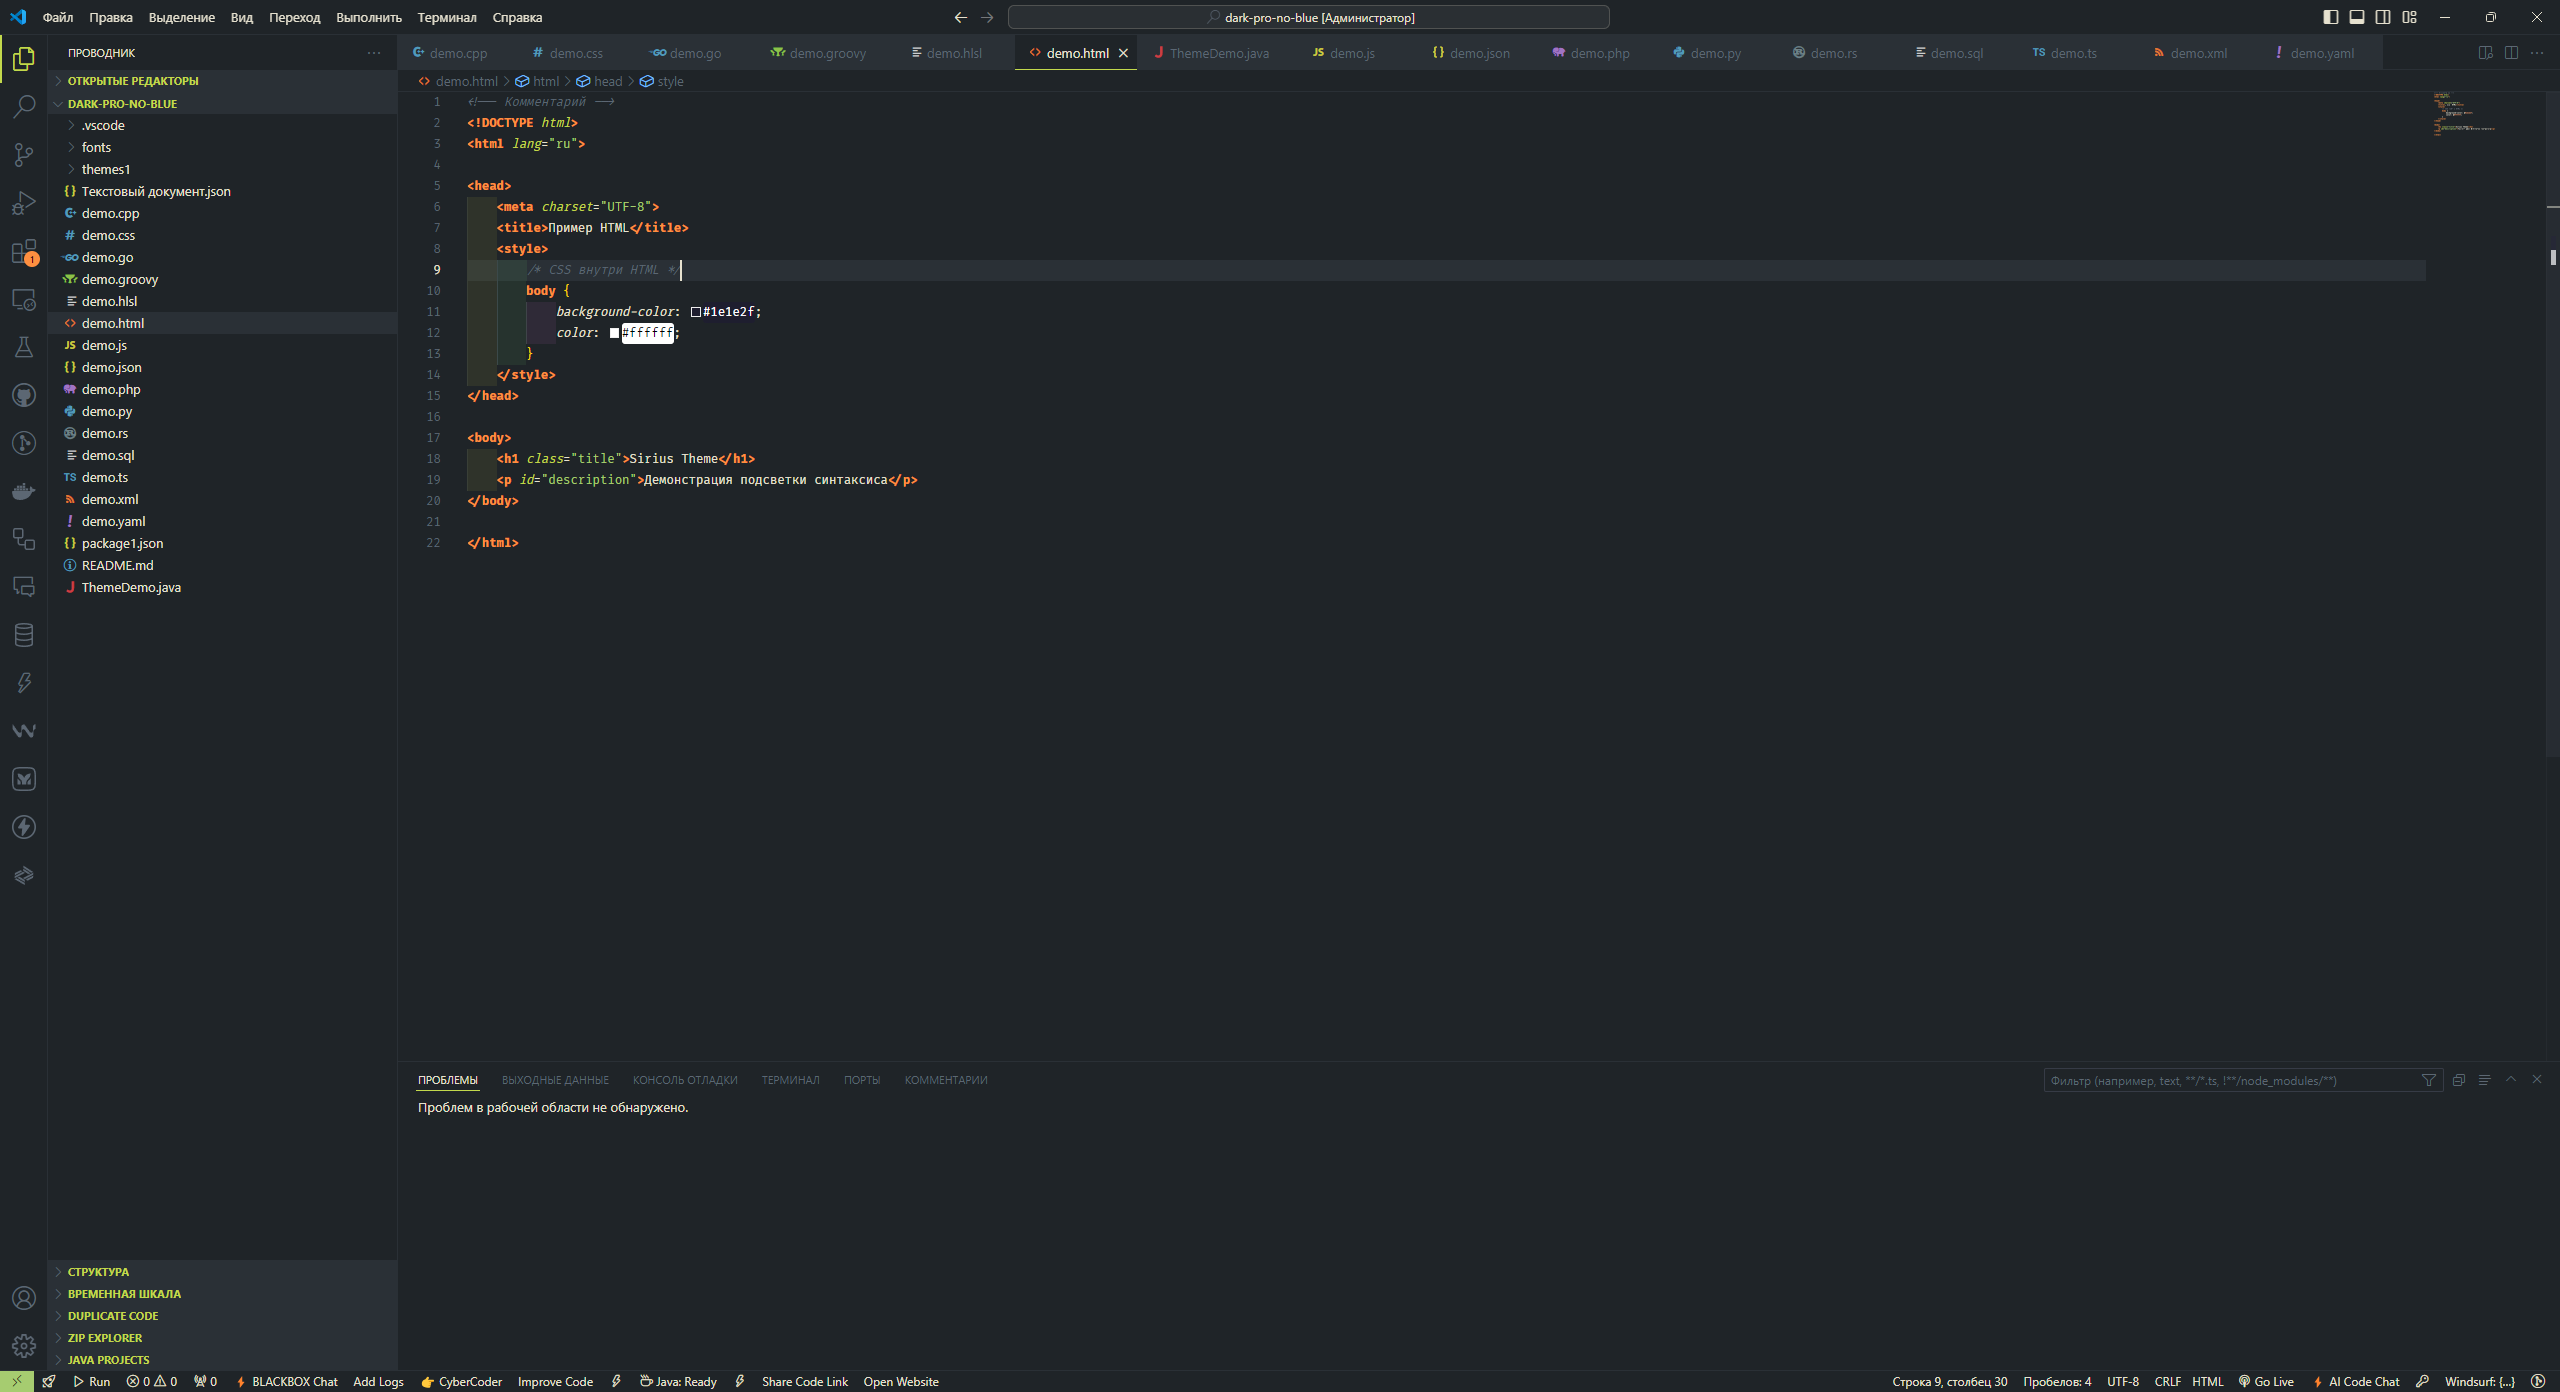 Файл Правка Выделение Вид Переход Выполнить Терминал Справка dark-pro-no-blue [Администратор]
ПРОВОДНИК
ОТКРЫТЫЕ РЕДАКТОРЫ
DARK-PRO-NO-BLUE
.vscode
fonts
themes1
Текстовый документ.json
demo.cpp
demo.css
demo.go
demo.groovy
demo.hlsl
demo.html
demo.js
demo.json
demo.php
demo.py
demo.rs
demo.sql
demo.ts
demo.xml
demo.yaml
package1.json
README.md
ThemeDemo.java
СТРУКТУРА
ВРЕМЕННАЯ ШКАЛА
DUPLICATE CODE
ZIP EXPLORER
JAVA PROJECTS
demo.cpp demo.css demo.go demo.groovy demo.hlsl demo.html ThemeDemo.java demo.js demo.json demo.php demo.py demo.rs demo.sql demo.ts demo.xml demo.yaml
demo.html > html > head > style
1 <!-- Комментарий -->
2 <!DOCTYPE html>
3 <html lang="ru">
4
5 <head>
6 <meta charset="UTF-8">
7 <title>Пример HTML</title>
8 <style>
9 /* CSS внутри HTML */
10 body {
11 background-color: #1e1e2f;
12 color: #ffffff;
13 }
14 </style>
15 </head>
16
17 <body>
18 <h1 class="title">Sirius Theme</h1>
19 <p id="description">Демонстрация подсветки синтаксиса</p>
20 </body>
21
22 </html>
ПРОБЛЕМЫ ВЫХОДНЫЕ ДАННЫЕ КОНСОЛЬ ОТЛАДКИ ТЕРМИНАЛ ПОРТЫ КОММЕНТАРИИ Фильтр (например, text, **/*.ts, !**/node_modules/**)
Проблем в рабочей области не обнаружено.
Run 0 0 0 BLACKBOX Chat Add Logs CyberCoder Improve Code Java: Ready Share Code Link Open Website Строка 9, столбец 30 Пробелов: 4 UTF-8 CRLF HTML Go Live AI Code Chat Windsurf: {...}